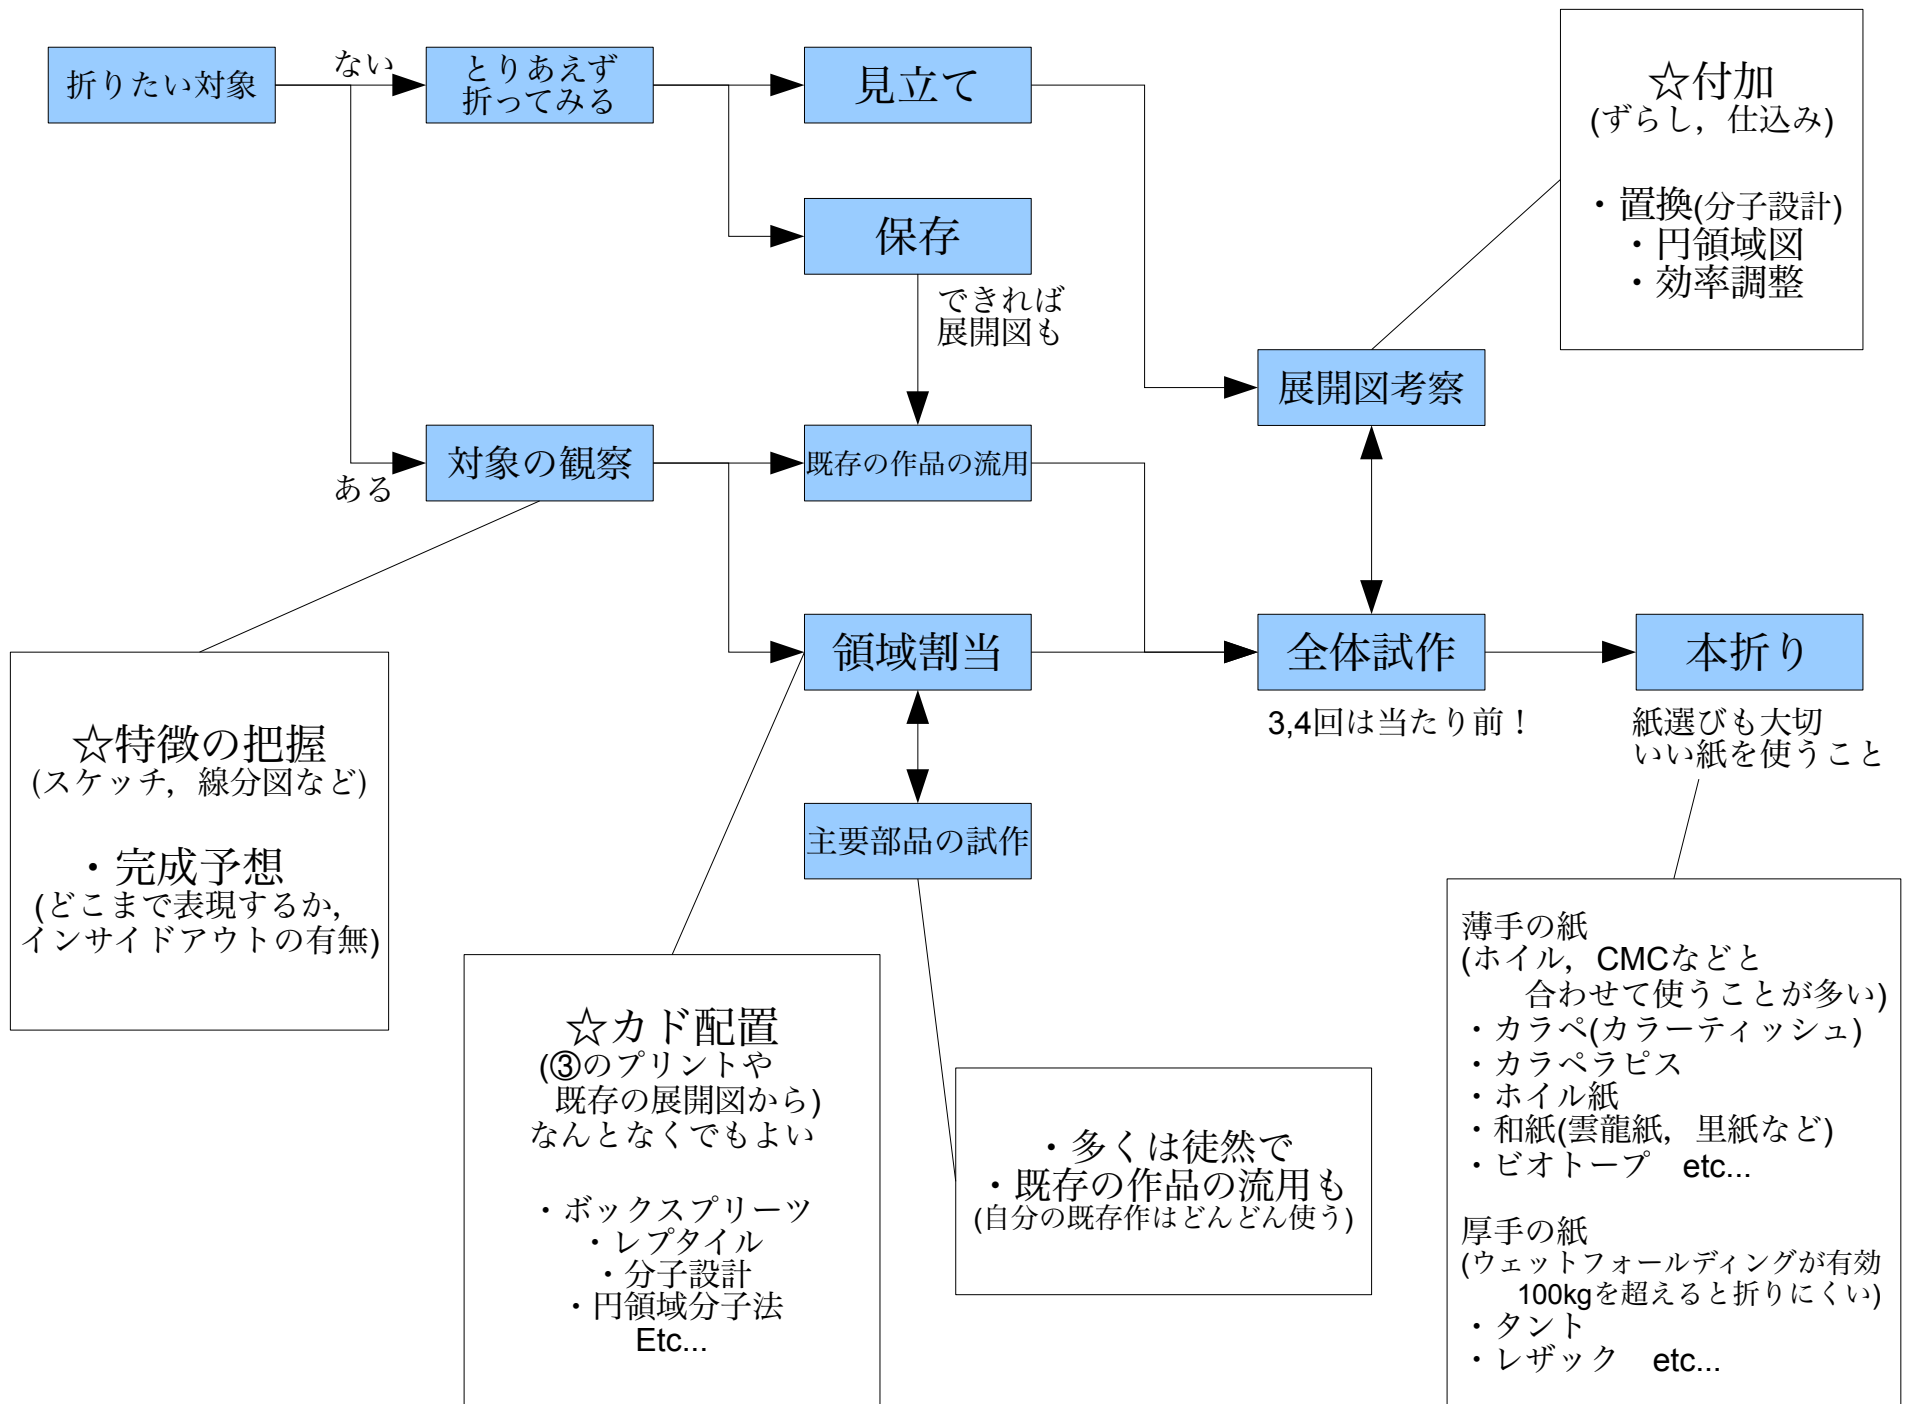 折りたい対象
ない
とりあえず
折ってみる
見立て
保存
できれば
展開図も
☆付加
(ずらし，仕込み)
・置換(分子設計)
・円領域図
・効率調整
展開図考察
ある
対象の観察
既存の作品の流用
領域割当
全体試作
本折り
3,4回は当たり前！
紙選びも大切
いい紙を使うこと
主要部品の試作
☆特徴の把握
(スケッチ，線分図など)
・完成予想
(どこまで表現するか，
インサイドアウトの有無)
☆カド配置
(③のプリントや
既存の展開図から)
なんとなくでもよい
・ボックスプリーツ
・レプタイル
・分子設計
・円領域分子法
Etc...
・多くは徒然で
・既存の作品の流用も
(自分の既存作はどんどん使う)
薄手の紙
(ホイル，CMCなどと
合わせて使うことが多い)
・カラペ(カラーティッシュ)
・カラペラピス
・ホイル紙
・和紙(雲龍紙，里紙など)
・ビオトープ　etc...
厚手の紙
(ウェットフォールディングが有効
100kgを超えると折りにくい)
・タント
・レザック　etc...